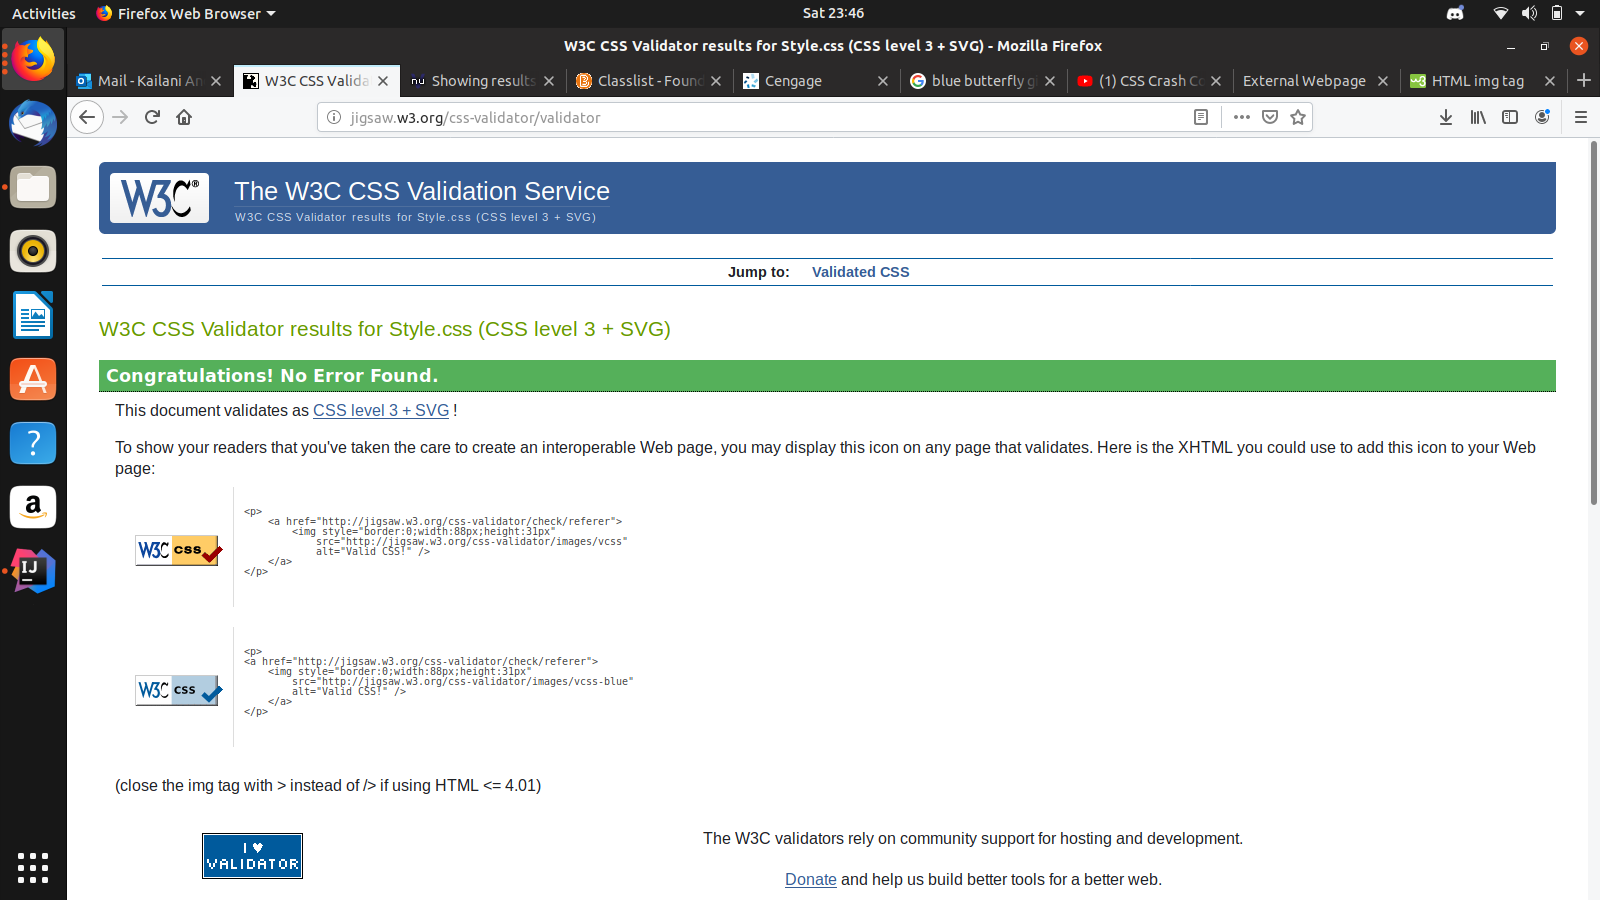 Activities Firefox Web Browser Sat 23:46
W3C CSS Validator results for Style.css (CSS level 3 + SVG) - Mozilla Firefox
Mail - Kailani An W3C CSS Valida Showing results Classlist - Foun Cengage blue butterfly g (1) CSS Crash Co External Webpage HTML img tag
jigsaw.w3.org/css-validator/validator
W3C®
The W3C CSS Validation Service
W3C CSS Validator results for Style.css (CSS level 3 + SVG)
Jump to: Validated CSS
W3C CSS Validator results for Style.css (CSS level 3 + SVG)
Congratulations! No Error Found.
This document validates as CSS level 3 + SVG !
To show your readers that you've taken the care to create an interoperable Web page, you may display this icon on any page that validates. Here is the XHTML you could use to add this icon to your Web
page:
W3C css
<p>
<a href="http://jigsaw.w3.org/css-validator/check/referer">
<img style="border:0;width:88px;height:31px"
src="http://jigsaw.w3.org/css-validator/images/vcss"
alt="Valid CSS!" />
</a>
</p>
W3C css
<p>
<a href="http://jigsaw.w3.org/css-validator/check/referer">
<img style="border:0;width:88px;height:31px"
src="http://jigsaw.w3.org/css-validator/images/vcss-blue"
alt="Valid CSS!" />
</a>
</p>
(close the img tag with > instead of /> if using HTML <= 4.01)
I ♥
VALIDATOR
The W3C validators rely on community support for hosting and development.
Donate and help us build better tools for a better web.